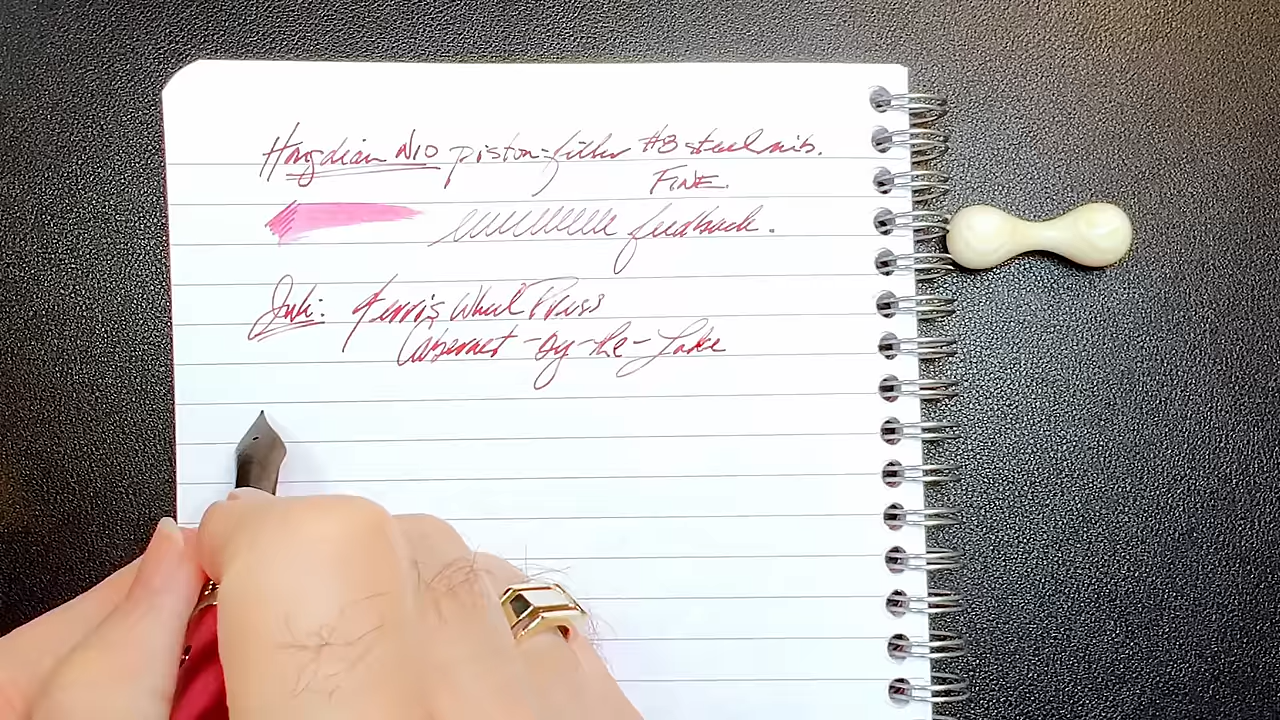 Hongdian N10 piston-filler #8 steel nib.
FINE.
feedback.
Ink: Ferris Wheel Press
Cabernet-by-the-Lake